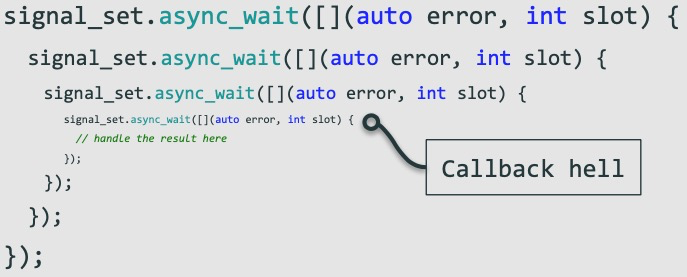 signal_set.async_wait([](auto error, int slot) {
signal_set.async_wait([](auto error, int slot) {
signal_set.async_wait([](auto error, int slot) {
signal_set.async_wait([](auto error, int slot) {
// handle the result here
});
});
});
});
Callback hell